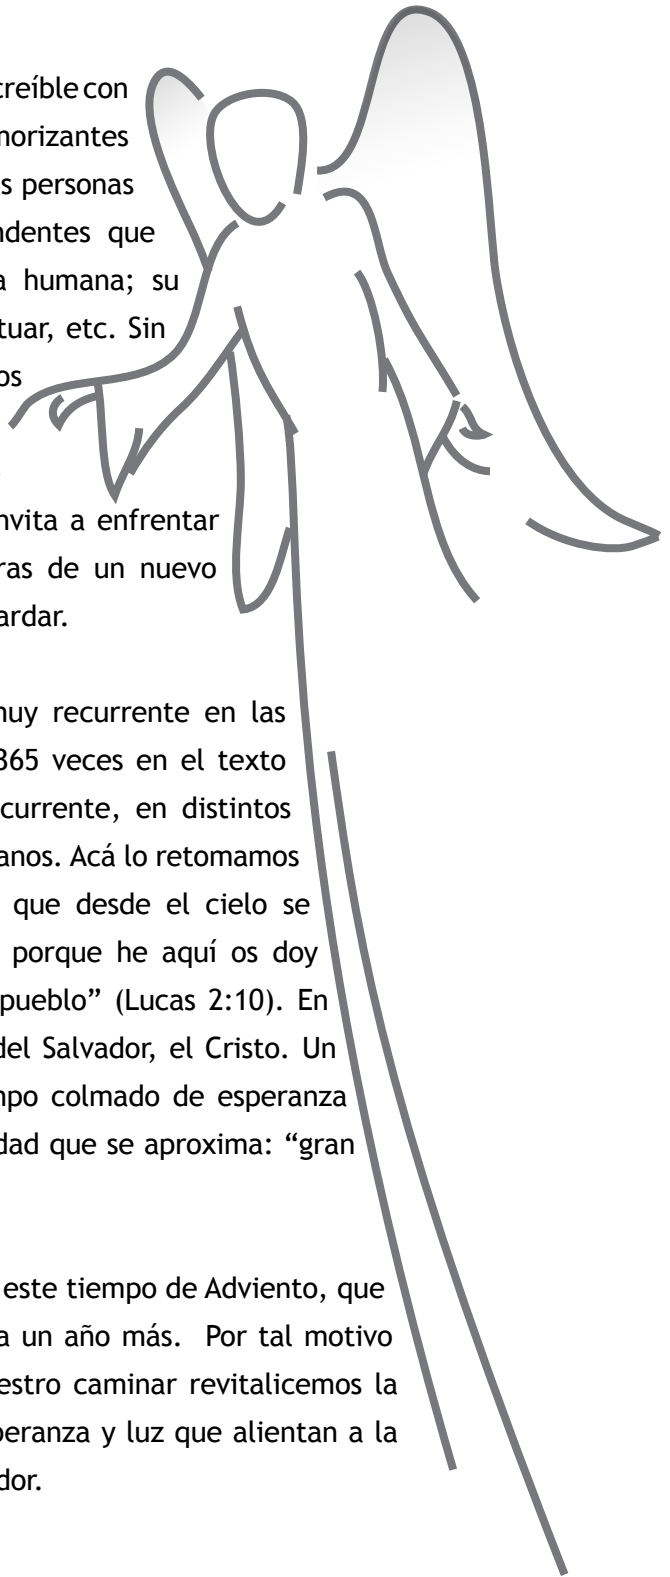 creíble con
morizantes
s personas
ndentes que
a humana; su
tuar, etc. Sin
os
nvita a enfrentar
ras de un nuevo
ardar.
muy recurrente en las
365 veces en el texto
currente, en distintos
anos. Acá lo retomamos
que desde el cielo se
porque he aquí os doy
pueblo” (Lucas 2:10). En
del Salvador, el Cristo. Un
mpo colmado de esperanza
dad que se aproxima: “gran
este tiempo de Adviento, que
a un año más. Por tal motivo
estro caminar revitalicemos la
peranza y luz que alientan a la
dor.